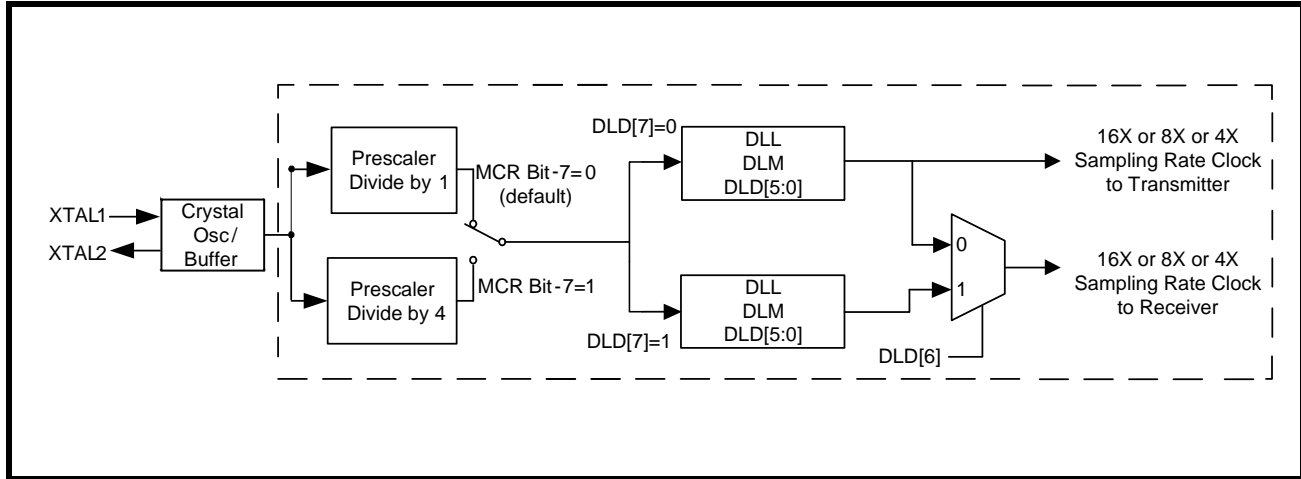 XTAL1
XTAL2
Crystal
Osc/
Buffer
Prescaler
Divide by 1
Prescaler
Divide by 4
MCR Bit-7=0
(default)
MCR Bit-7=1
DLD[7]=0
DLL
DLM
DLD[5:0]
DLD[7]=1
DLL
DLM
DLD[5:0]
0
1
DLD[6]
16X or 8X or 4X
Sampling Rate Clock
to Transmitter
16X or 8X or 4X
Sampling Rate Clock
to Receiver